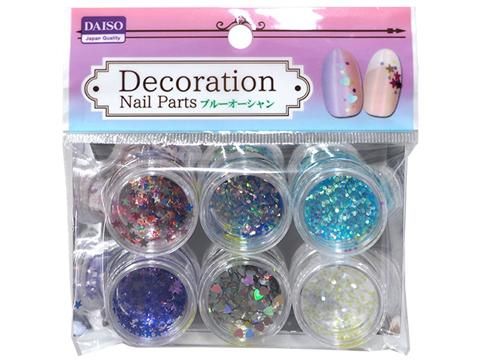 DAISO
Japan Quality
Decoration
Nail Parts ブルーオーシャン